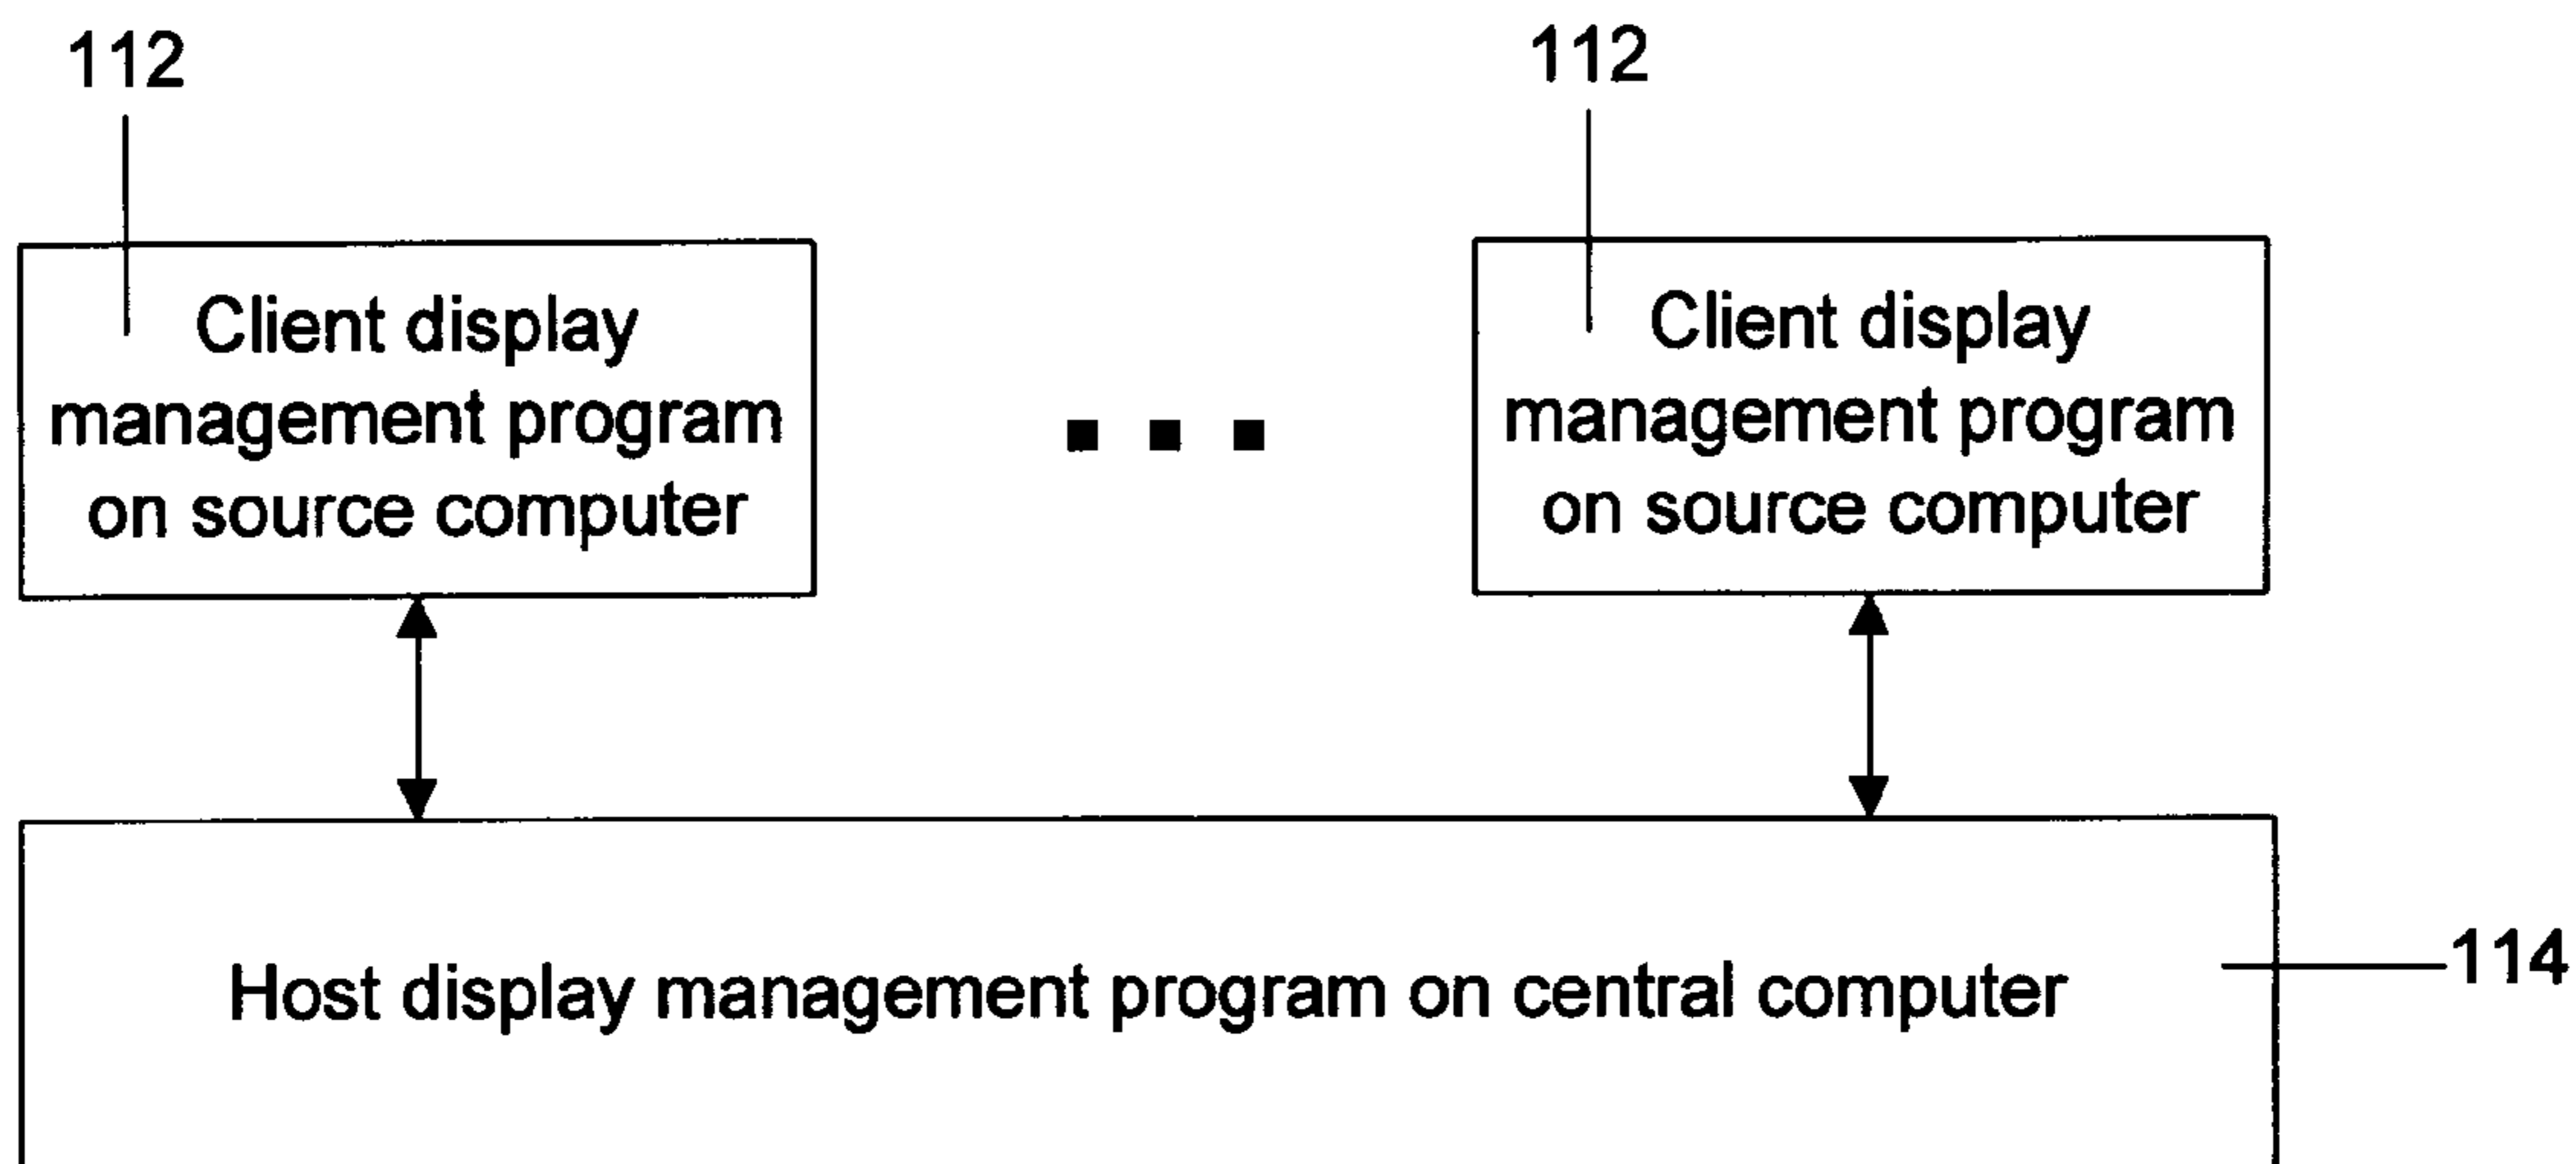 112
112
Client display
management program
on source computer
Client display
management program
on source computer
Host display management program on central computer
114